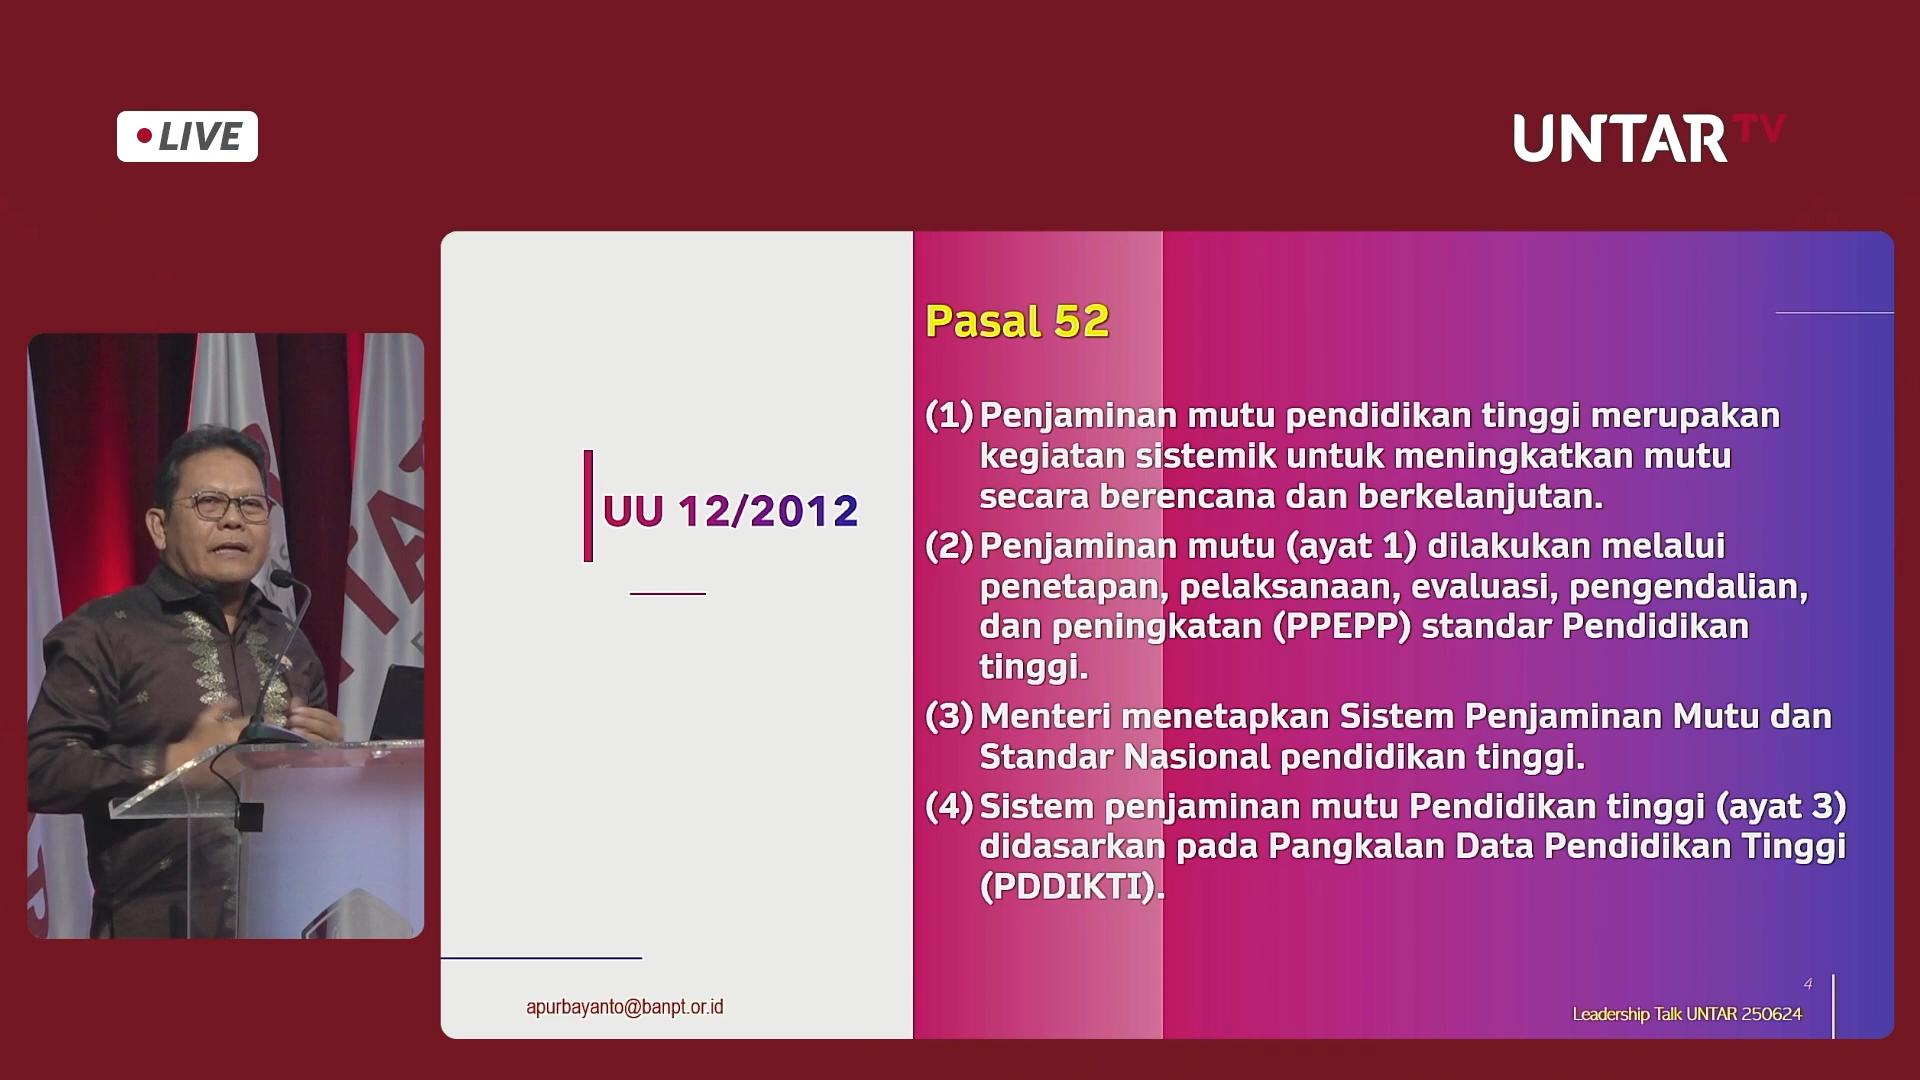 LIVE
UNTAR TV
UU 12/2012
apurbayanto@banpt.or.id
Pasal 52
(1) Penjaminan mutu pendidikan tinggi merupakan
kegiatan sistemik untuk meningkatkan mutu
secara berencana dan berkelanjutan.
(2) Penjaminan mutu (ayat 1) dilakukan melalui
penetapan, pelaksanaan, evaluasi, pengendalian,
dan peningkatan (PPEPP) standar Pendidikan
tinggi.
(3) Menteri menetapkan Sistem Penjaminan Mutu dan
Standar Nasional pendidikan tinggi.
(4) Sistem penjaminan mutu Pendidikan tinggi (ayat 3)
didasarkan pada Pangkalan Data Pendidikan Tinggi
(PDDIKTI).
4
Leadership Talk UNTAR 250624